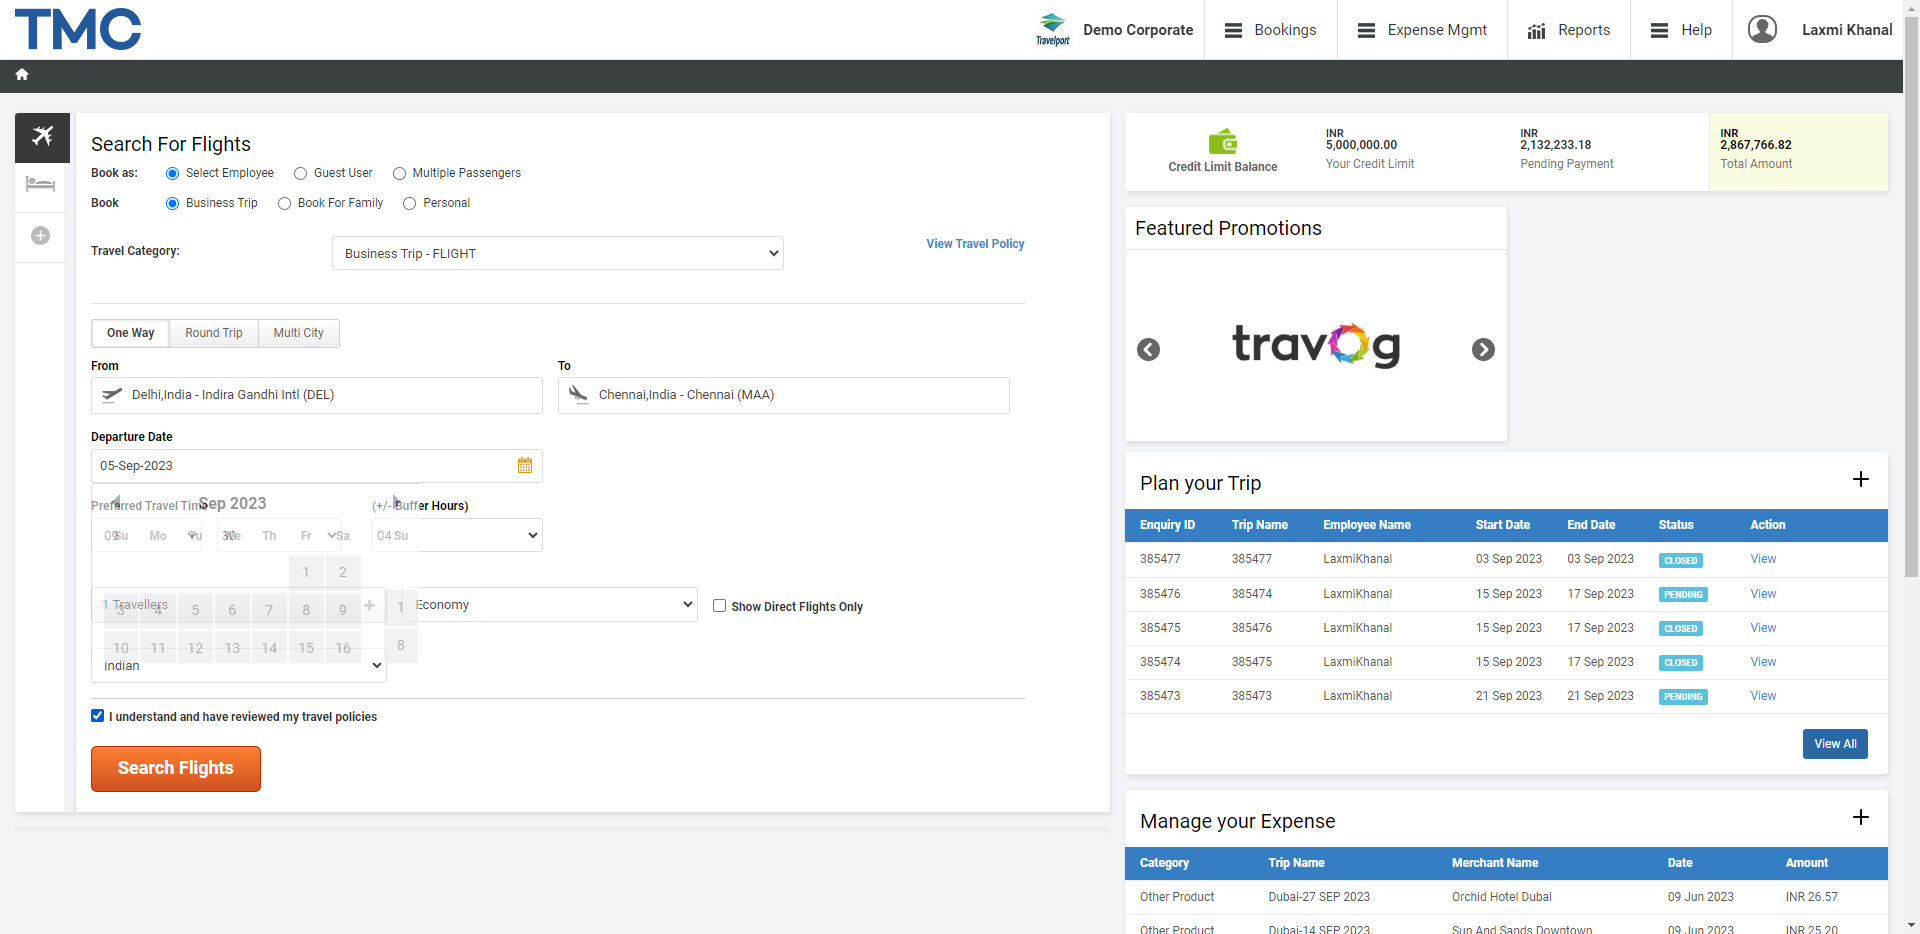 TMC
Travelport Demo Corporate Bookings Expense Mgmt Reports Help Laxmi Khanal
Search For Flights
Book as: Select Employee Guest User Multiple Passengers
Book Business Trip Book For Family Personal
Travel Category: Business Trip - FLIGHT View Travel Policy
One Way Round Trip Multi City
From To
Delhi,India - Indira Gandhi Intl (DEL) Chennai,India - Chennai (MAA)
Departure Date
05-Sep-2023
Preferred Travel Time Sep 2023 (+/- Buffer Hours)
09 Su Mo Tu 30 We Th Fr Sa 04 Su
1 2
1 Travellers 3 4 5 6 7 8 9 1 Economy Show Direct Flights Only
10 11 12 13 14 15 16 8
Indian
I understand and have reviewed my travel policies
Search Flights
Credit Limit Balance
INR
5,000,000.00
Your Credit Limit
INR
2,132,233.18
Pending Payment
INR
2,867,766.82
Total Amount
Featured Promotions
travog
Plan your Trip
Enquiry ID Trip Name Employee Name Start Date End Date Status Action
385477 385477 LaxmiKhanal 03 Sep 2023 03 Sep 2023 CLOSED View
385476 385474 LaxmiKhanal 15 Sep 2023 17 Sep 2023 PENDING View
385475 385476 LaxmiKhanal 15 Sep 2023 17 Sep 2023 CLOSED View
385474 385475 LaxmiKhanal 15 Sep 2023 17 Sep 2023 CLOSED View
385473 385473 LaxmiKhanal 21 Sep 2023 21 Sep 2023 PENDING View
View All
Manage your Expense
Category Trip Name Merchant Name Date Amount
Other Product Dubai-27 SEP 2023 Orchid Hotel Dubai 09 Jun 2023 INR 26.57
Other Product Dubai-14 SEP 2023 Sun And Sands Downtown 09 Jun 2023 INR 25.20